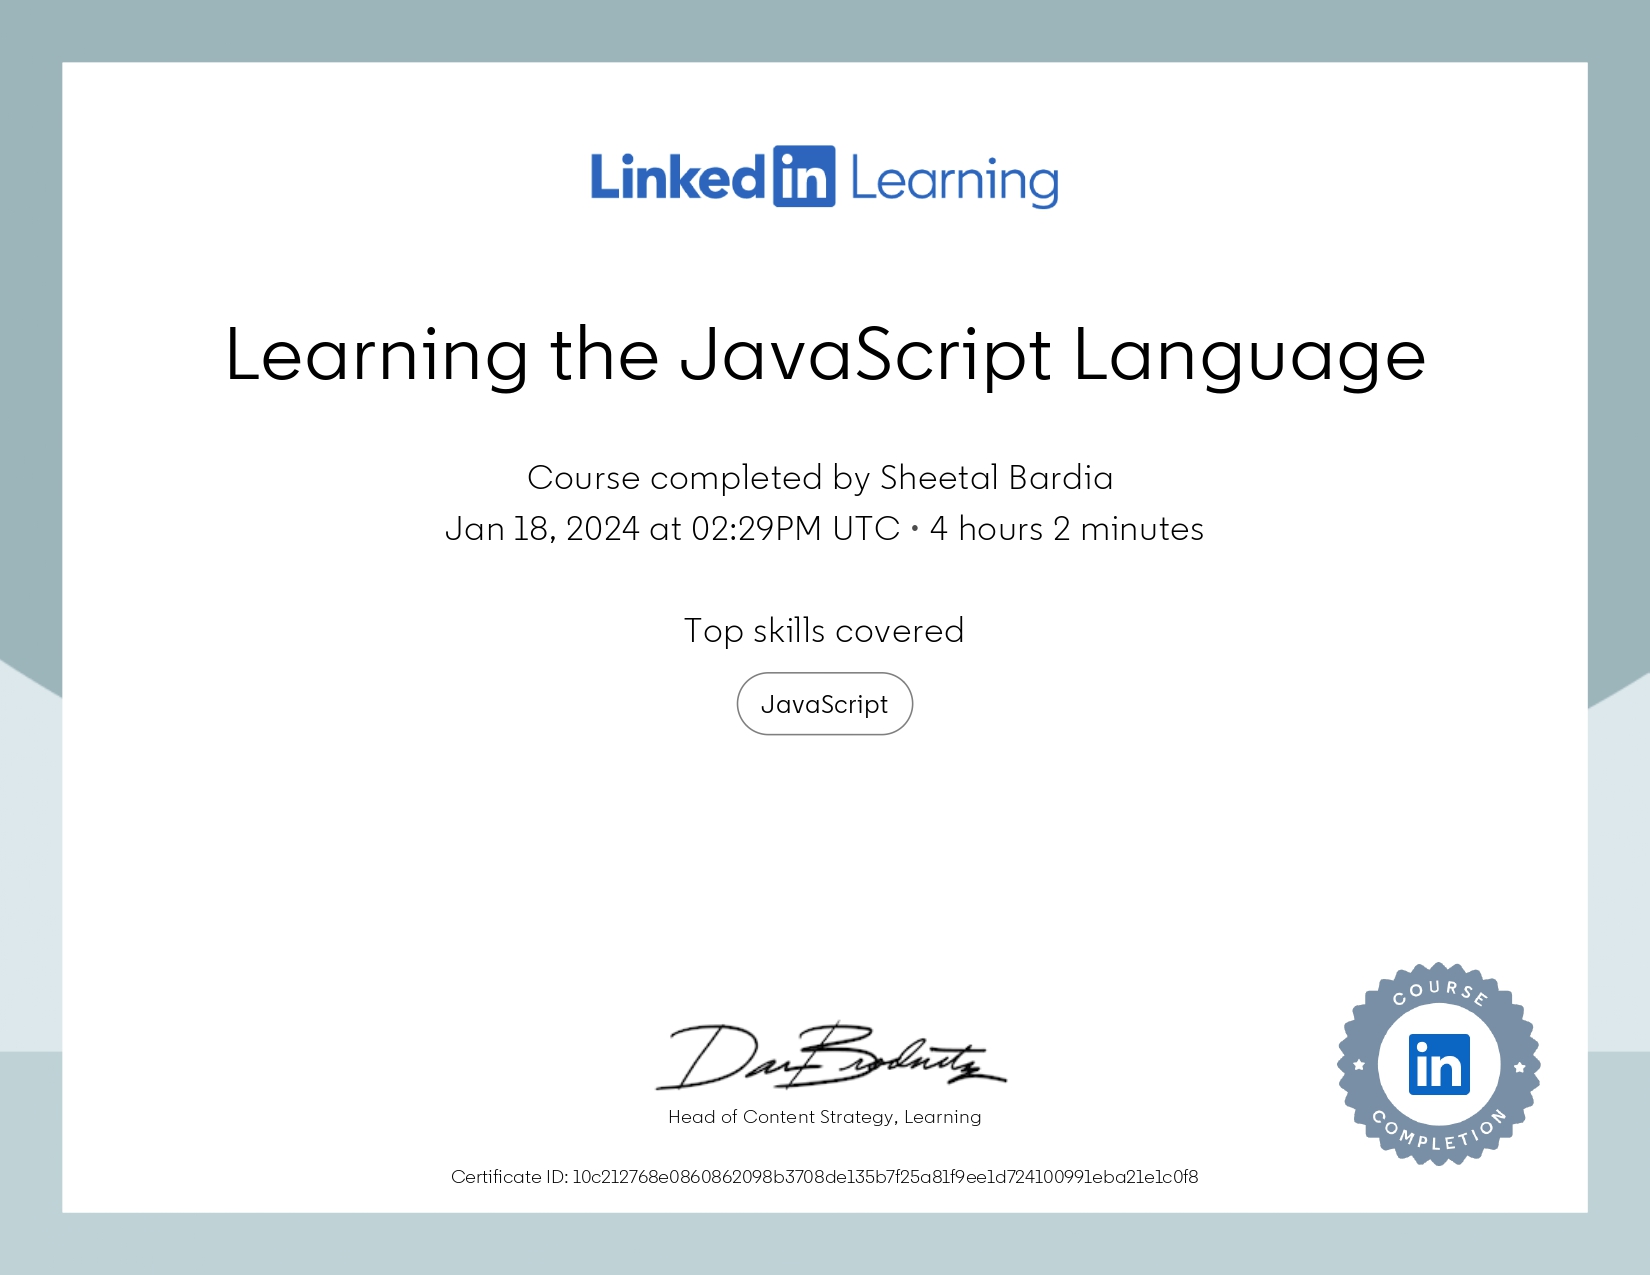 Linked in Learning
Learning the JavaScript Language
Course completed by Sheetal Bardia
Jan 18, 2024 at 02:29PM UTC • 4 hours 2 minutes
Top skills covered
JavaScript
Dan Brodnitz
Head of Content Strategy, Learning
Certificate ID: 10c212768e0860862098b3708de135b7f25a81f9ee1d724100991eba21e1c0f8
COURSE
in
COMPLETION